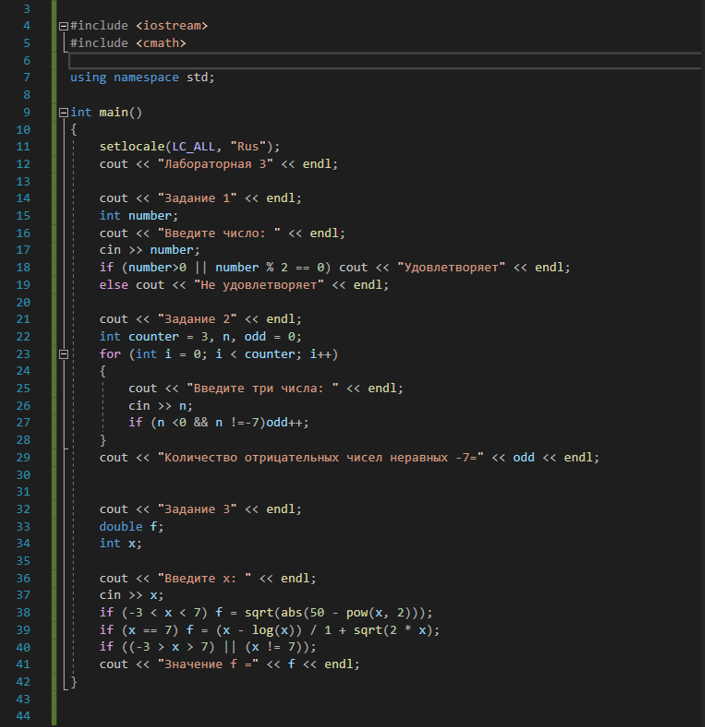 3
4 #include <iostream>
5 #include <cmath>
6
7 using namespace std;
8
9 int main()
10 {
11 setlocale(LC_ALL, "Rus");
12 cout << "Лабораторная 3" << endl;
13
14 cout << "Задание 1" << endl;
15 int number;
16 cout << "Введите число: " << endl;
17 cin >> number;
18 if (number>0 || number % 2 == 0) cout << "Удовлетворяет" << endl;
19 else cout << "Не удовлетворяет" << endl;
20
21 cout << "Задание 2" << endl;
22 int counter = 3, n, odd = 0;
23 for (int i = 0; i < counter; i++)
24 {
25 cout << "Введите три числа: " << endl;
26 cin >> n;
27 if (n <0 && n !=-7)odd++;
28 }
29 cout << "Количество отрицательных чисел неравных -7=" << odd << endl;
30
31
32 cout << "Задание 3" << endl;
33 double f;
34 int x;
35
36 cout << "Введите x: " << endl;
37 cin >> x;
38 if (-3 < x < 7) f = sqrt(abs(50 - pow(x, 2)));
39 if (x == 7) f = (x - log(x)) / 1 + sqrt(2 * x);
40 if ((-3 > x > 7) || (x != 7));
41 cout << "Значение f =" << f << endl;
42 }
43
44